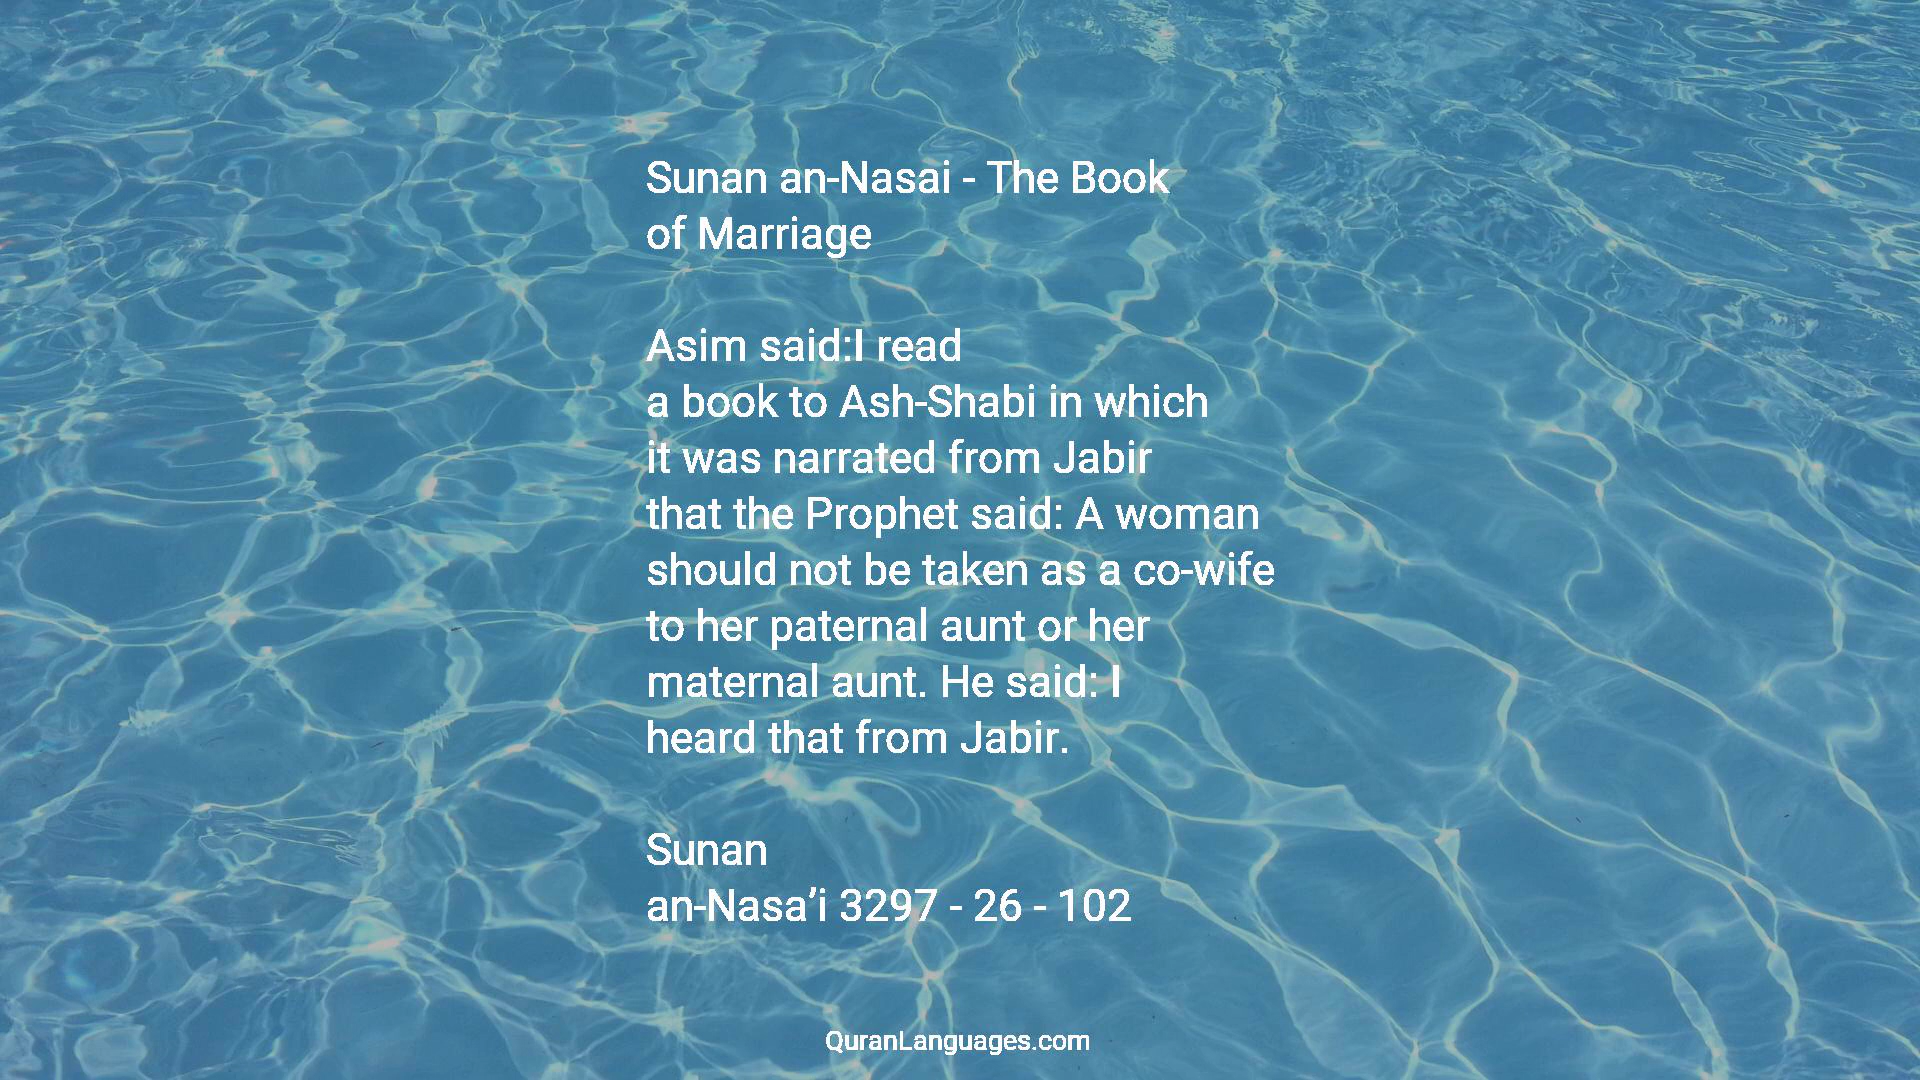 Sunan an-Nasai - The Book
of Marriage
Asim said:I read
a book to Ash-Shabi in which
it was narrated from Jabir
that the Prophet said: A woman
should not be taken as a co-wife
to her paternal aunt or her
maternal aunt. He said: I
heard that from Jabir.
Sunan
an-Nasa’i 3297 - 26 - 102
QuranLanguages.com